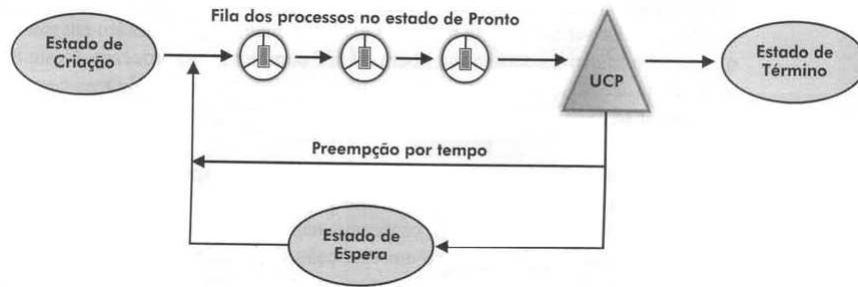 Fila dos processos no estado de Pronto
Estado de
Criação
UCP
Estado de
Término
Preempção por tempo
Estado de
Espera